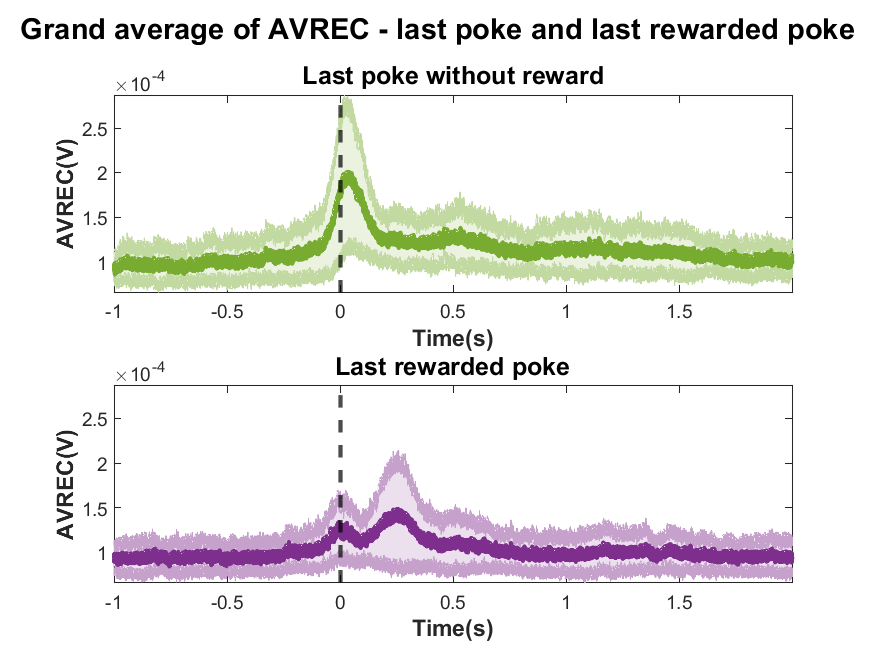 Grand average of AVREC - last poke and last rewarded poke
Last poke without reward
×10⁻⁴
2.5
2
1.5
1
AVREC(V)
-1 -0.5 0 0.5 1 1.5
Time(s)
Last rewarded poke
×10⁻⁴
2.5
2
1.5
1
AVREC(V)
-1 -0.5 0 0.5 1 1.5
Time(s)